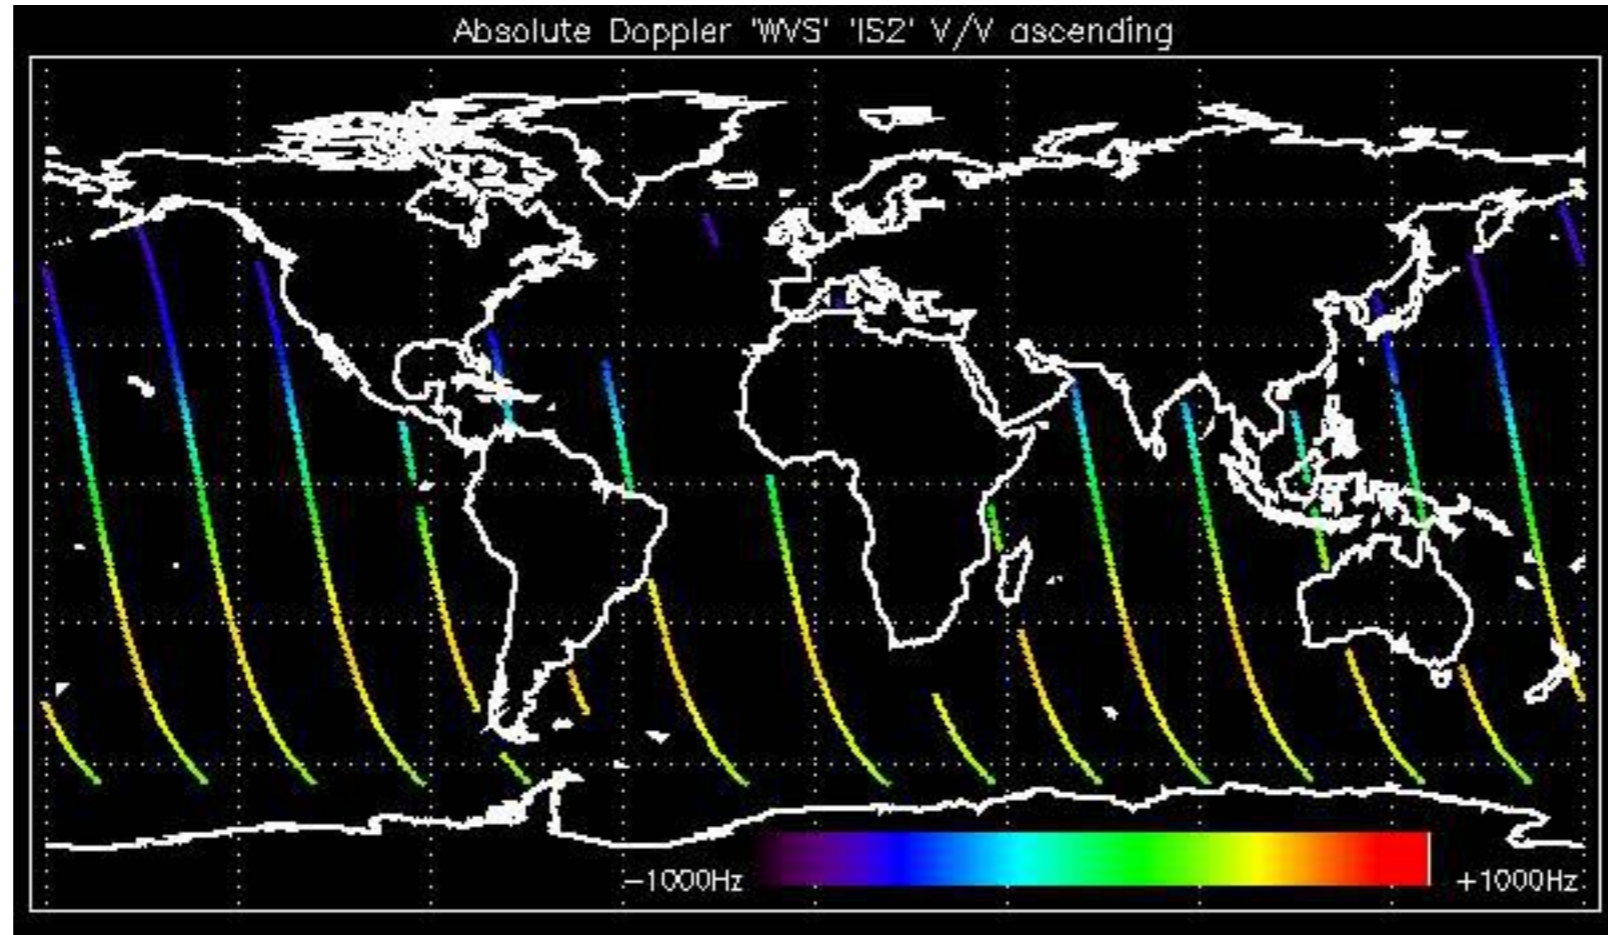 Absolute Doppler 'WVS' 'IS2' V/V ascending
−1000Hz +1000Hz